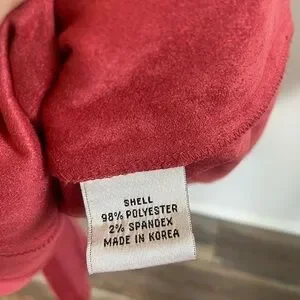 SHELL
98% POLYESTER
2% SPANDEX
MADE IN KOREA